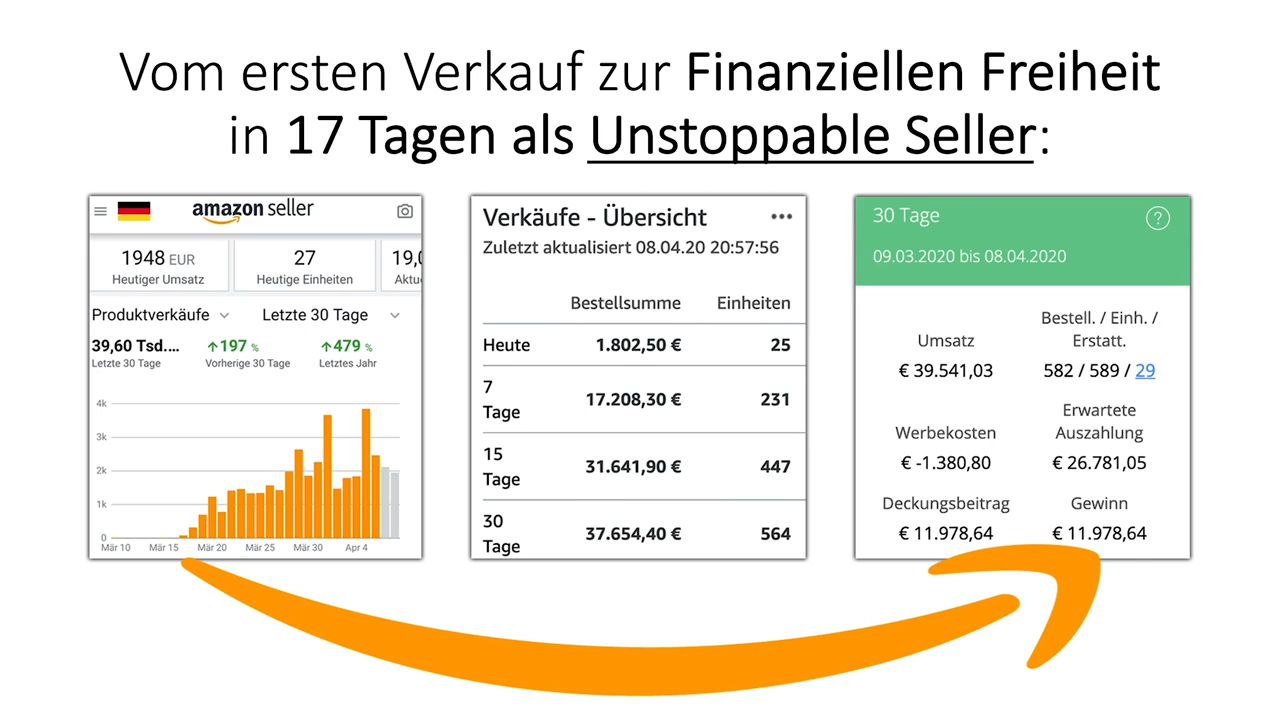 Vom ersten Verkauf zur Finanziellen Freiheit
in 17 Tagen als Unstoppable Seller:
amazon seller
1948 EUR
Heutiger Umsatz
27
Heutige Einheiten
19,0
Aktu
Produktverkäufe
Letzte 30 Tage
39,60 Tsd....
Letzte 30 Tage
197 %
Vorherige 30 Tage
479 %
Letztes Jahr
4k
3k
2k
1k
0
Mär 10 Mär 15 Mär 20 Mär 25 Mär 30 Apr 4
Verkäufe - Übersicht
Zuletzt aktualisiert 08.04.20 20:57:56
Bestellsumme Einheiten
Heute 1.802,50 € 25
7
Tage
17.208,30 € 231
15
Tage
31.641,90 € 447
30
Tage
37.654,40 € 564
30 Tage
?
09.03.2020 bis 08.04.2020
Umsatz
€ 39.541,03
Bestell. / Einh. /
Erstatt.
582 / 589 / 29
Werbekosten
€ -1.380,80
Erwartete
Auszahlung
€ 26.781,05
Deckungsbeitrag
€ 11.978,64
Gewinn
€ 11.978,64